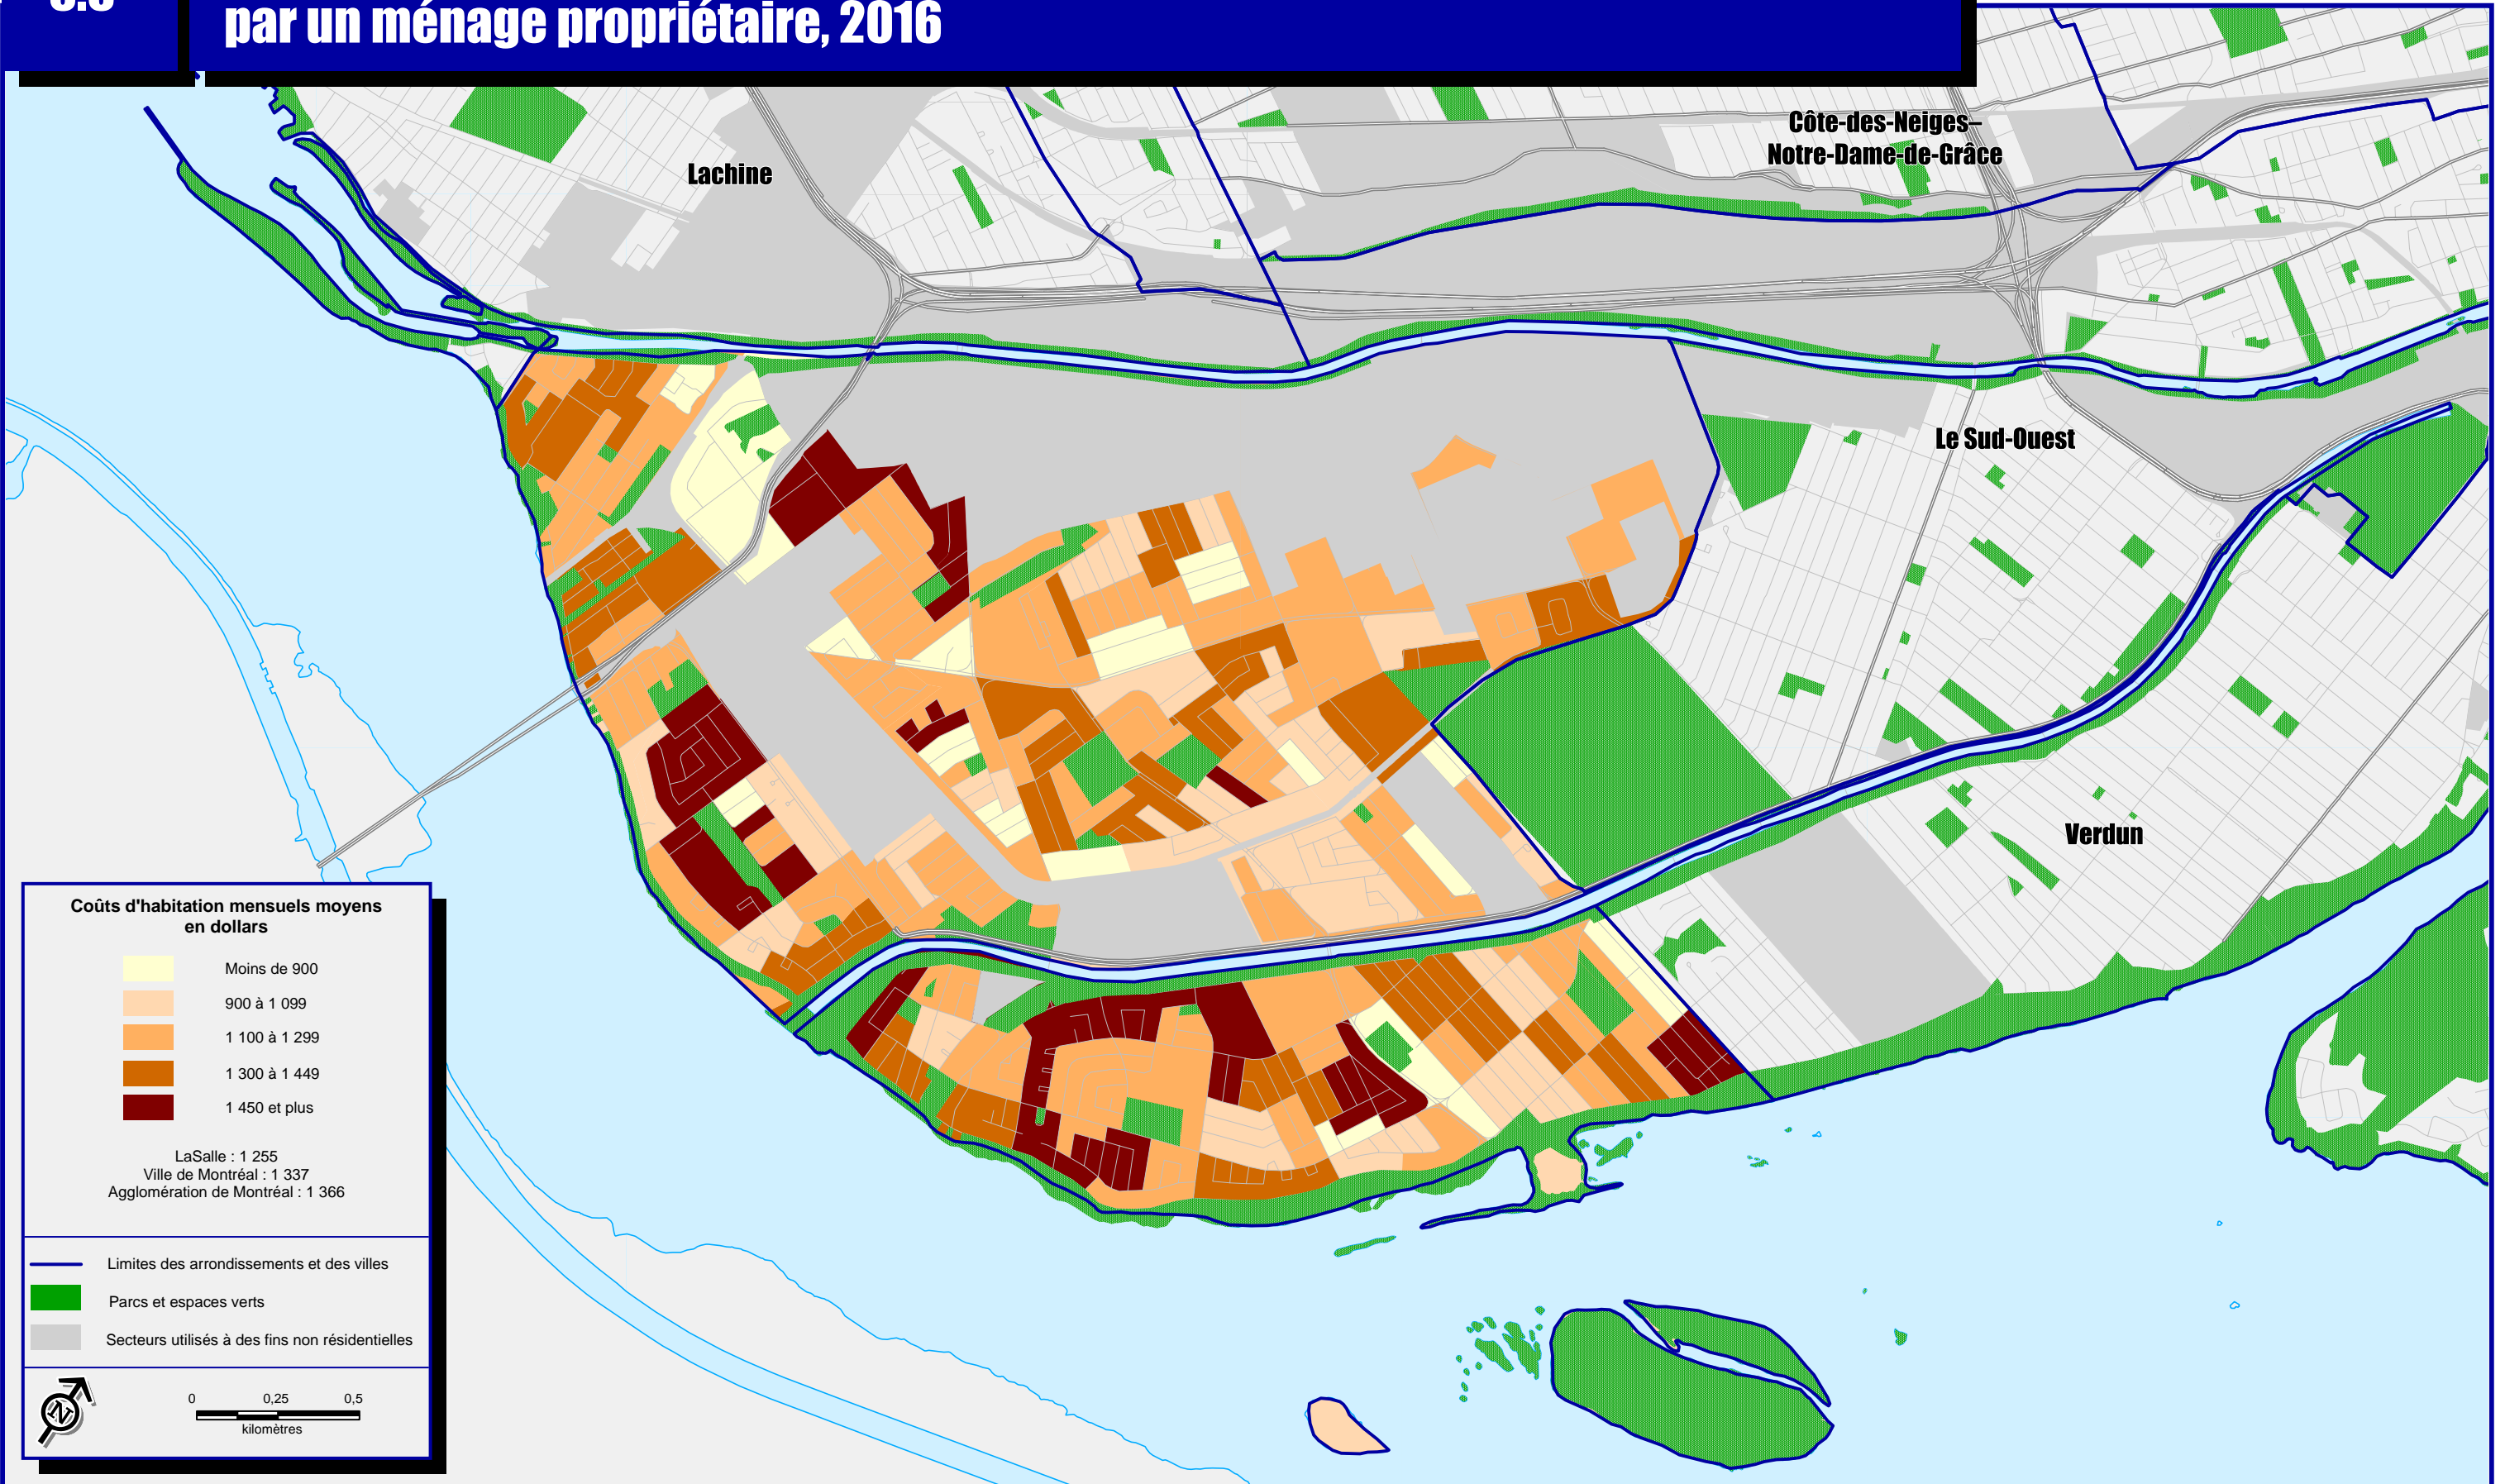 par un ménage propriétaire, 2016
Côte-des-Neiges–
Notre-Dame-de-Grâce
Lachine
Le Sud-Ouest
Verdun
Coûts d'habitation mensuels moyens
en dollars
Moins de 900
900 à 1 099
1 100 à 1 299
1 300 à 1 449
1 450 et plus
LaSalle : 1 255
Ville de Montréal : 1 337
Agglomération de Montréal : 1 366
Limites des arrondissements et des villes
Parcs et espaces verts
Secteurs utilisés à des fins non résidentielles
N
0 0,25 0,5
kilomètres